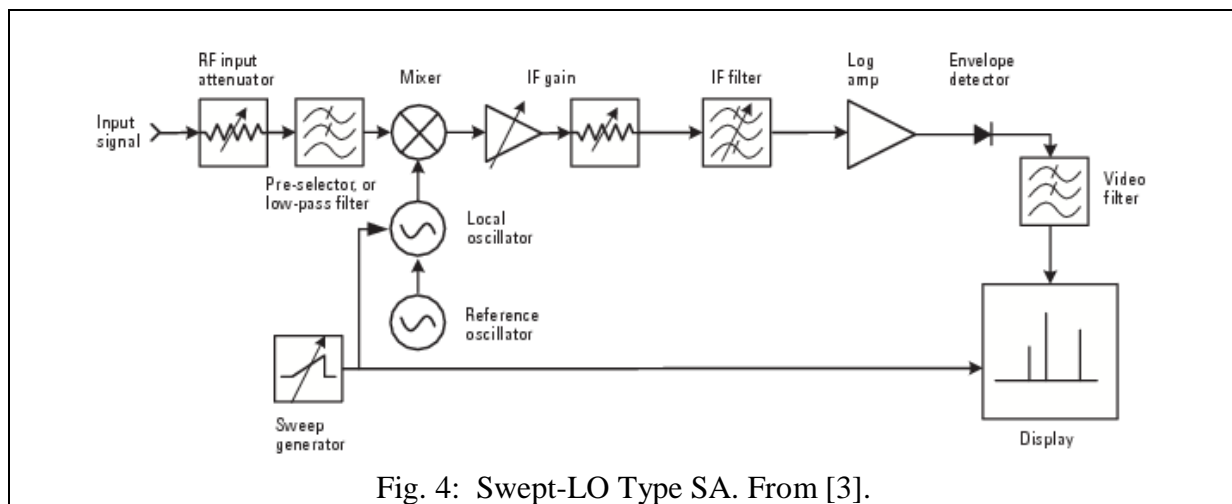 RF input
attenuator
Mixer
IF gain
IF filter
Log
amp
Envelope
detector
Input
signal
Pre-selector, or
low-pass filter
Local
oscillator
Video
filter
Reference
oscillator
Sweep
generator
Display
Fig. 4: Swept-LO Type SA. From [3].